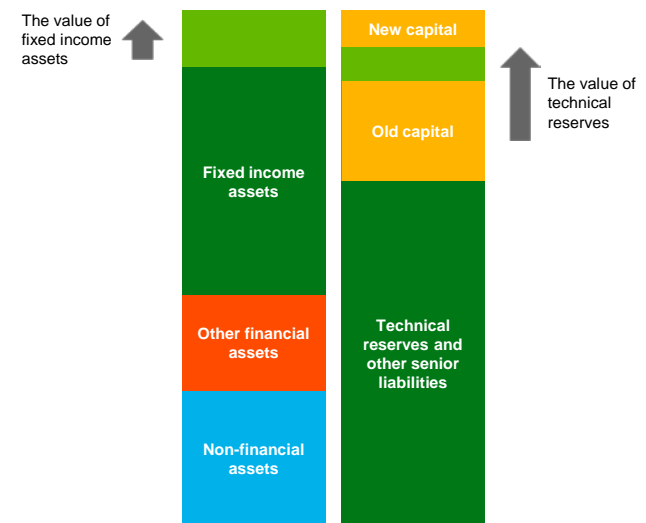 The value of
fixed income
assets
New capital
The value of
technical
reserves
Old capital
Fixed income
assets
Other financial
assets
Technical
reserves and
other senior
liabilities
Non-financial
assets